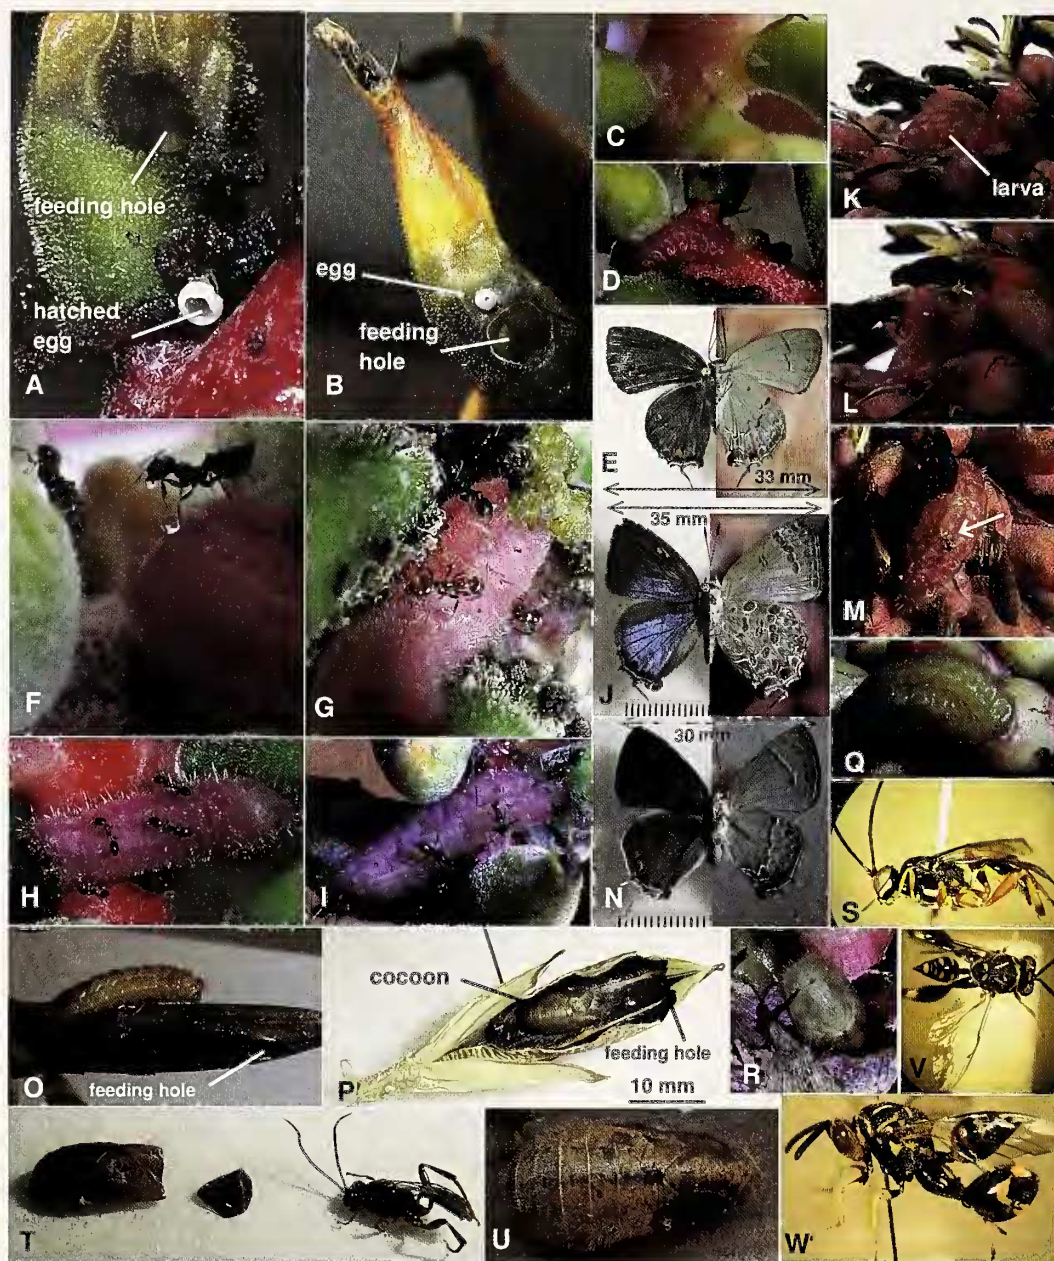 feeding hole
hatched
egg
A
egg
feeding
hole
B
C
D
E
33 mm
35 mm
F
G
H
I
J
30 mm
K
larva
L
M
N
O
feeding hole
cocoon
feeding hole
10 mm
P
Q
R
S
T
U
V
W